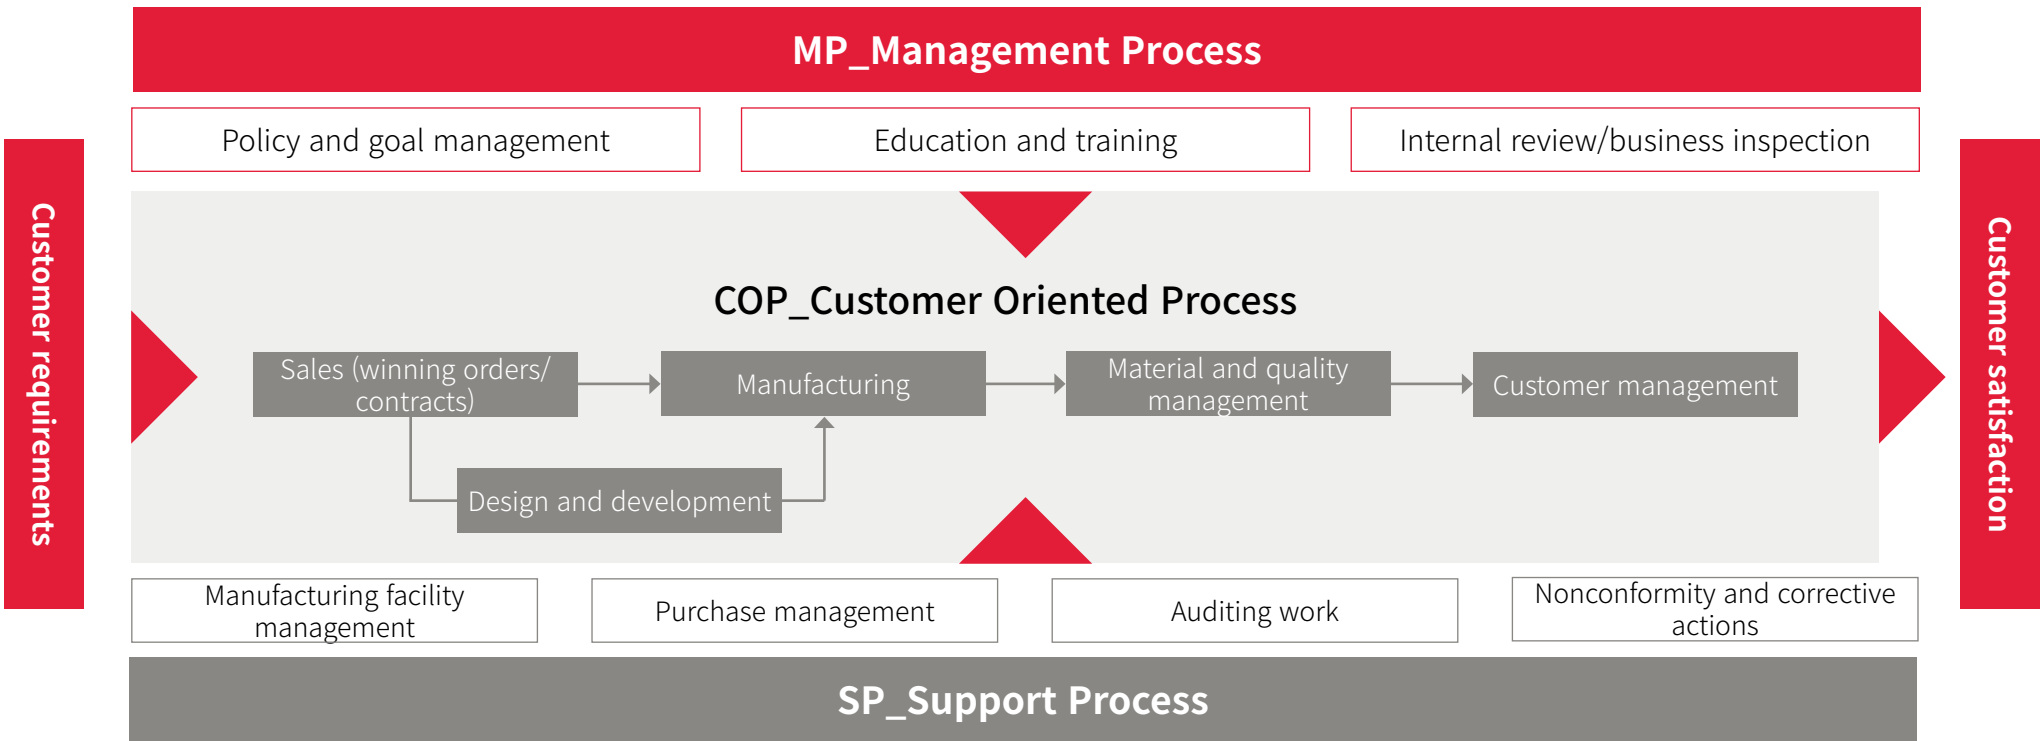 MP_Management Process
Policy and goal management
Education and training
Internal review/business inspection
Customer requirements
COP_Customer Oriented Process
Sales (winning orders/
contracts)
Manufacturing
Material and quality
management
Customer management
Design and development
Customer satisfaction
Manufacturing facility
management
Purchase management
Auditing work
Nonconformity and corrective
actions
SP_Support Process